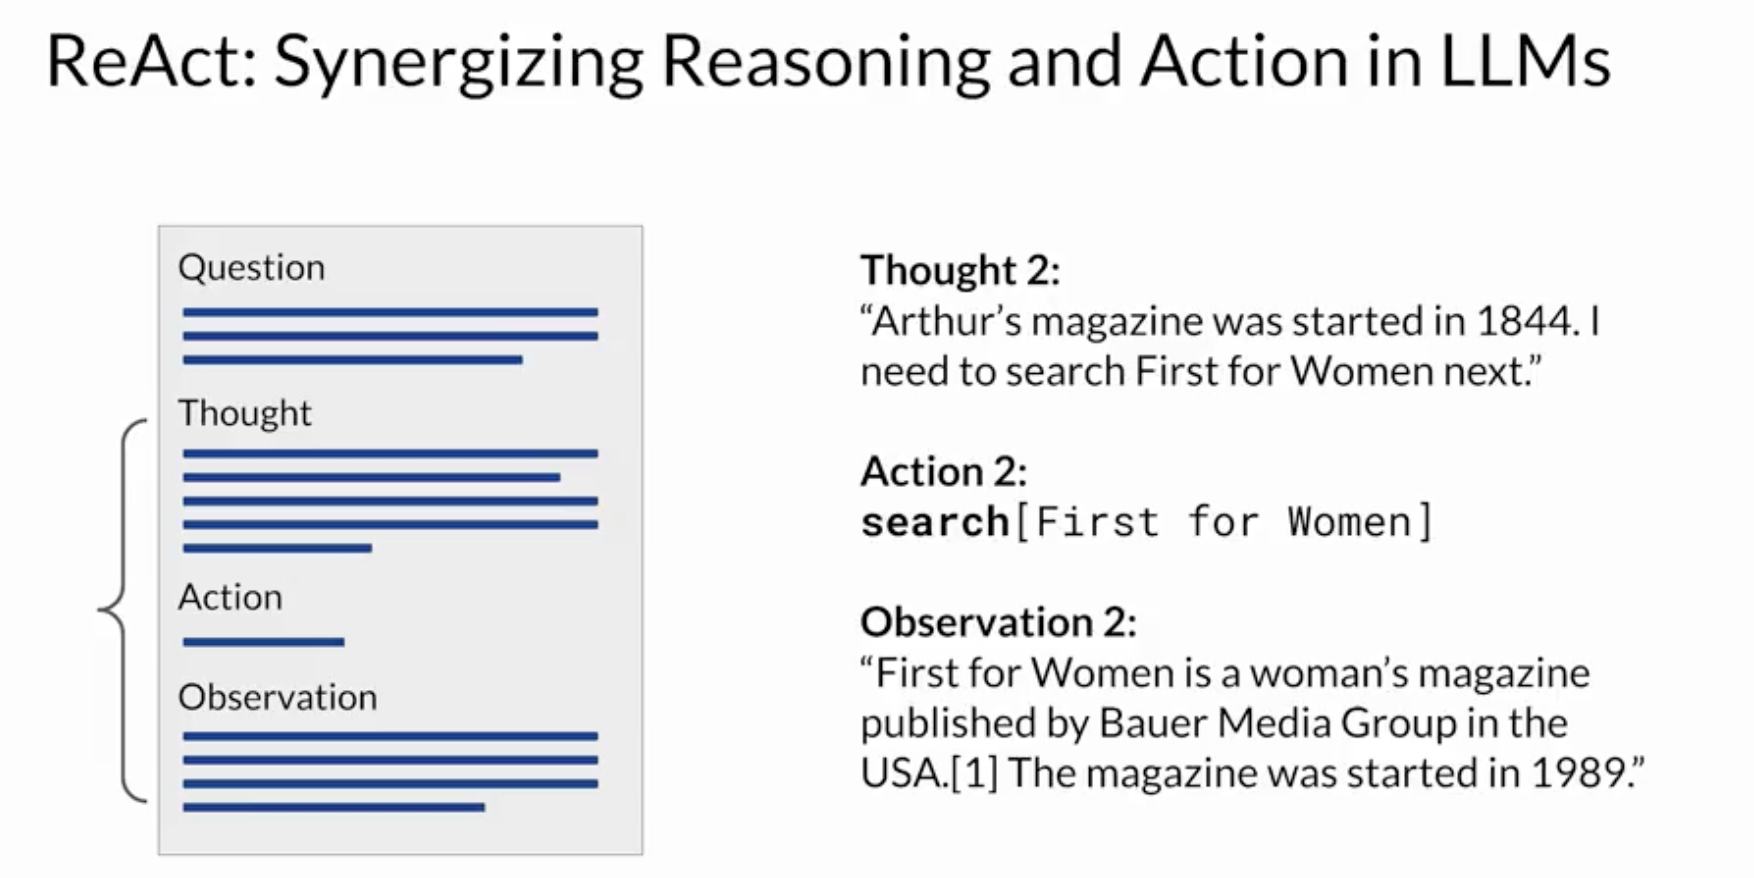 ReAct: Synergizing Reasoning and Action in LLMs
Question
Thought
Action
Observation
Thought 2:
“Arthur’s magazine was started in 1844. I
need to search First for Women next.”
Action 2:
search[First for Women]
Observation 2:
“First for Women is a woman’s magazine
published by Bauer Media Group in the
USA.[1] The magazine was started in 1989.”